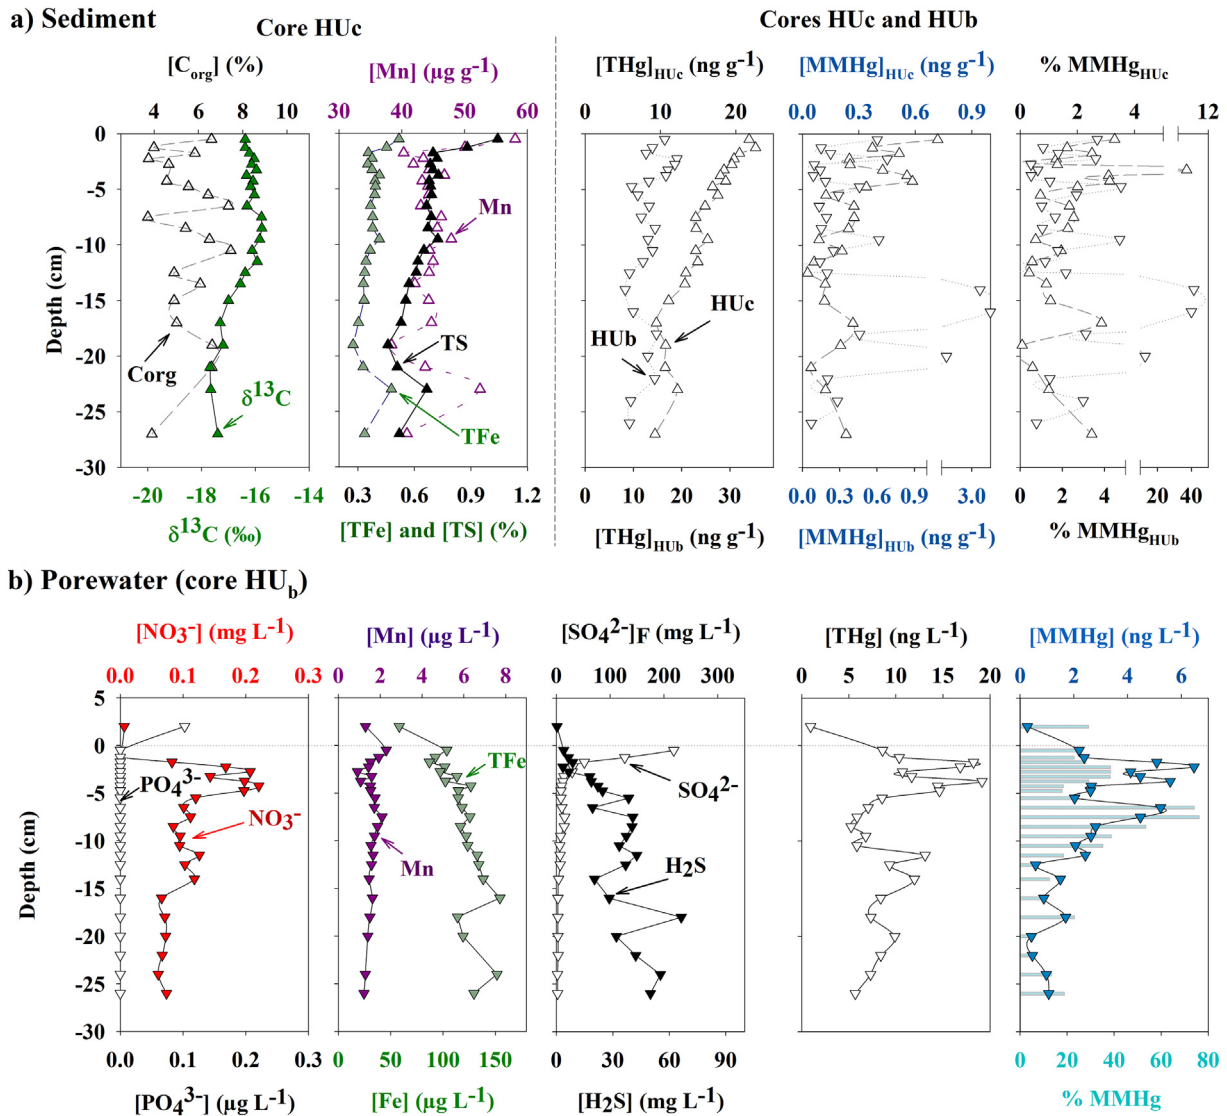 a) Sediment
Core HUc
Cores HUc and HUb
[Corg] (%)
[Mn] (µg g-1)
[THg]HUc (ng g-1)
[MMHg]HUc (ng g-1)
% MMHgHUc
4 6 8 10
30 40 50 60
0 10 20
0.0 0.3 0.6 0.9
0 2 4 12
0
-5
-10
-15
-20
-25
-30
Depth (cm)
Mn
HUc
TS
HUb
Corg
δ13C
TFe
-20 -18 -16 -14
0.3 0.6 0.9 1.2
0 10 20 30
0.0 0.3 0.6 0.9 3.0
0 2 4 20 40
δ13C (‰)
[TFe] and [TS] (%)
[THg]HUb (ng g-1)
[MMHg]HUb (ng g-1)
% MMHgHUb
b) Porewater (core HUb)
[NO3-] (mg L-1)
[Mn] (µg L-1)
[SO42-]F (mg L-1)
[THg] (ng L-1)
[MMHg] (ng L-1)
0.0 0.1 0.2 0.3
0 2 4 6 8
0 100 200 300
0 5 10 15 20
0 2 4 6
5
0
-5
-10
-15
-20
-25
-30
Depth (cm)
PO43-
TFe
SO42-
NO3-
Mn
H2S
0.0 0.1 0.2 0.3
0 50 100 150
0 30 60 90
0 20 40 60 80
[PO43-] (µg L-1)
[Fe] (µg L-1)
[H2S] (mg L-1)
% MMHg